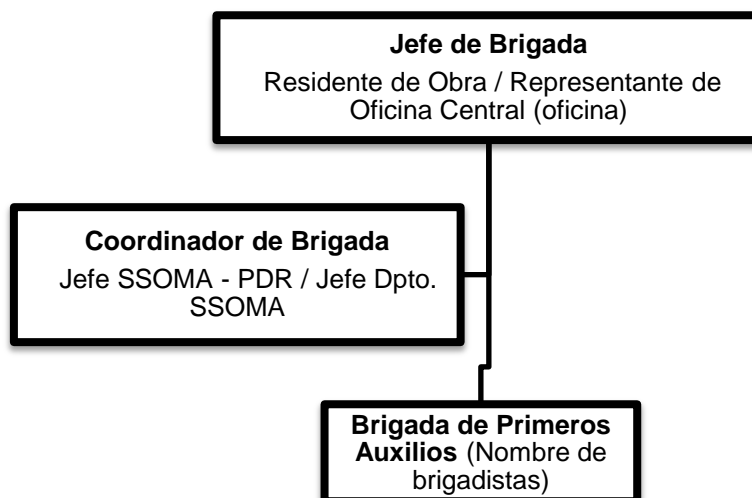 Jefe de Brigada
Residente de Obra / Representante de
Oficina Central (oficina)
Coordinador de Brigada
Jefe SSOMA - PDR / Jefe Dpto.
SSOMA
Brigada de Primeros
Auxilios (Nombre de
brigadistas)